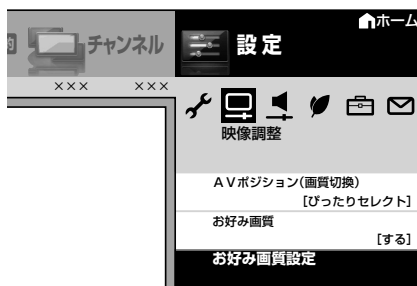 ホーム
チャンネル
設定
×××
×××
映像調整
AVポジション(画質切換)
[ぴったりセレクト]
お好み画質
[する]
お好み画質設定